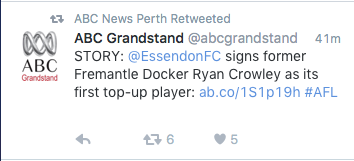 ABC News Perth Retweeted
ABC Grandstand @abcgrandstand 41m
STORY: @EssendonFC signs former
Fremantle Docker Ryan Crowley as its
first top-up player: ab.co/1S1p19h #AFL
ABC
Grandstand
6 5